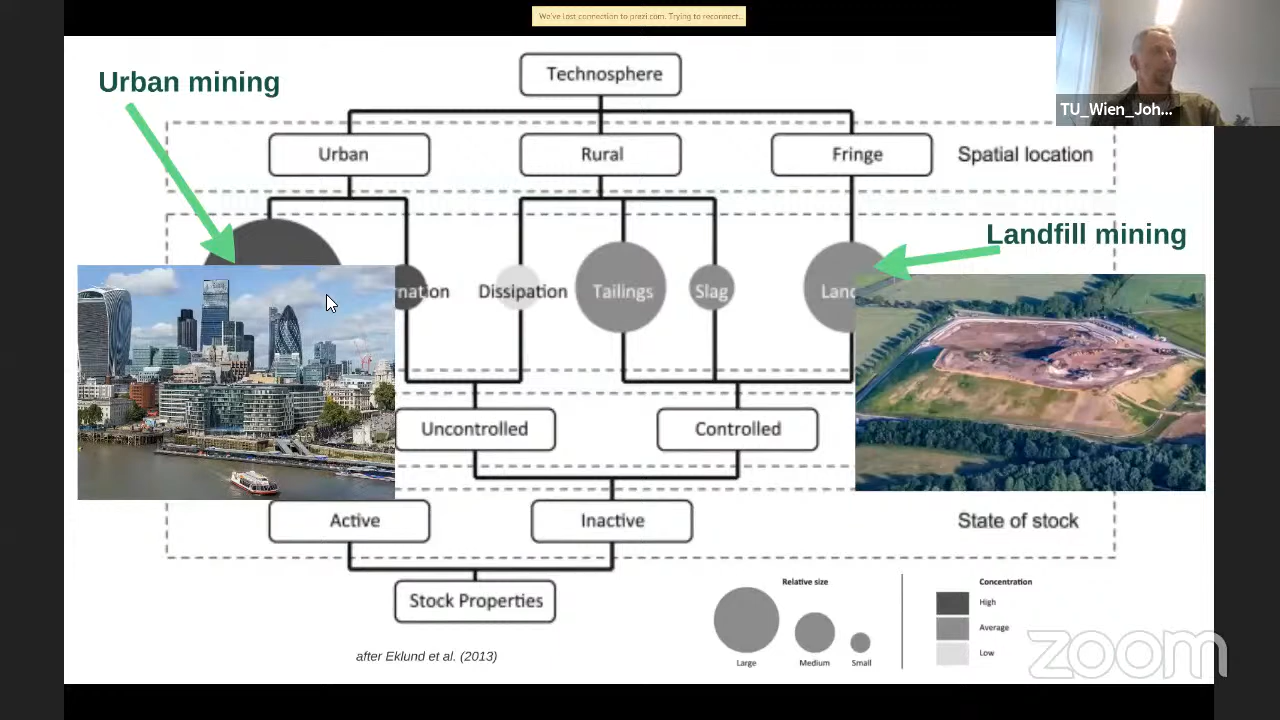 We've lost connection to prezi.com. Trying to reconnect...
Urban mining
Technosphere
TU_Wien_Joh...
Urban
Rural
Fringe
Spatial location
Landfill mining
Dissipation
Tailings
Slag
Uncontrolled
Controlled
Active
Inactive
State of stock
Stock Properties
Relative size
Large
Medium
Small
Concentration
High
Average
Low
after Eklund et al. (2013)
zoom